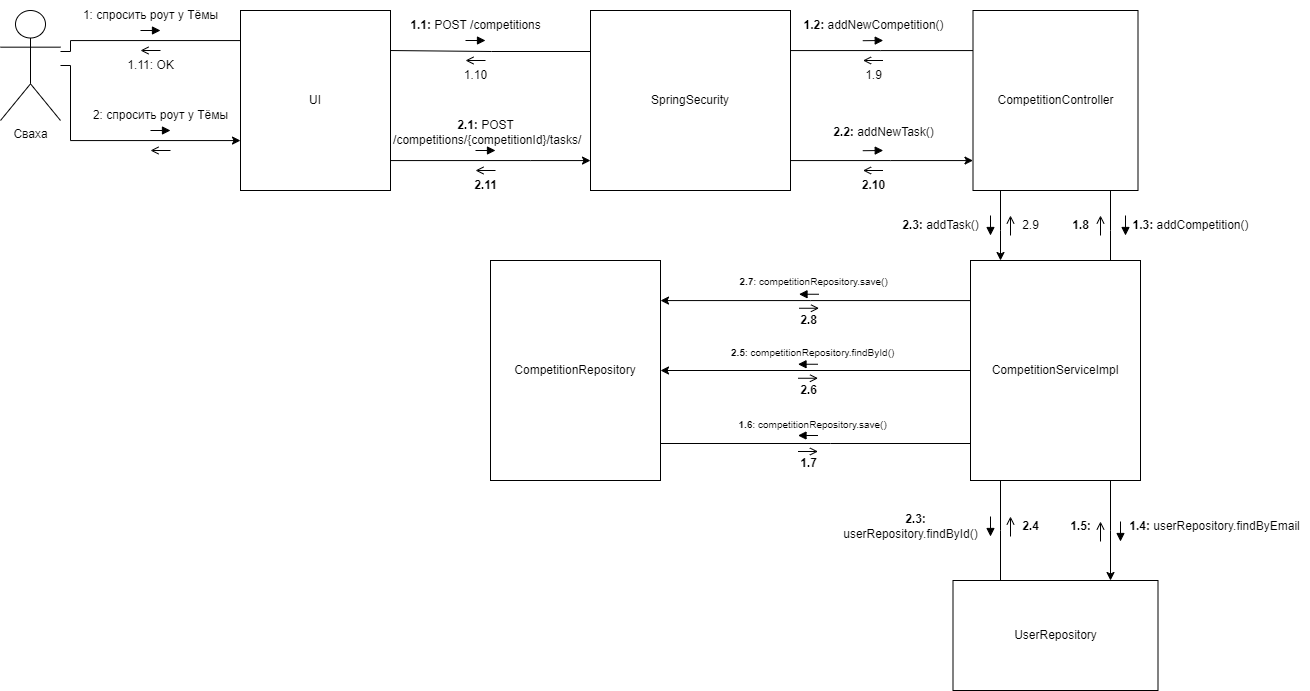 1: спросить роут у Тёмы
1.11: OK
2: спросить роут у Тёмы
Сваха
UI
1.1: POST /competitions
1.10
2.1: POST
/competitions/{competitionId}/tasks/
2.11
SpringSecurity
1.2: addNewCompetition()
1.9
2.2: addNewTask()
2.10
CompetitionController
2.3: addTask()
2.9
1.8
1.3: addCompetition()
2.7: competitionRepository.save()
2.8
2.5: competitionRepository.findById()
2.6
1.6: competitionRepository.save()
1.7
CompetitionRepository
CompetitionServiceImpl
2.3:
userRepository.findById()
2.4
1.5:
1.4: userRepository.findByEmail
UserRepository